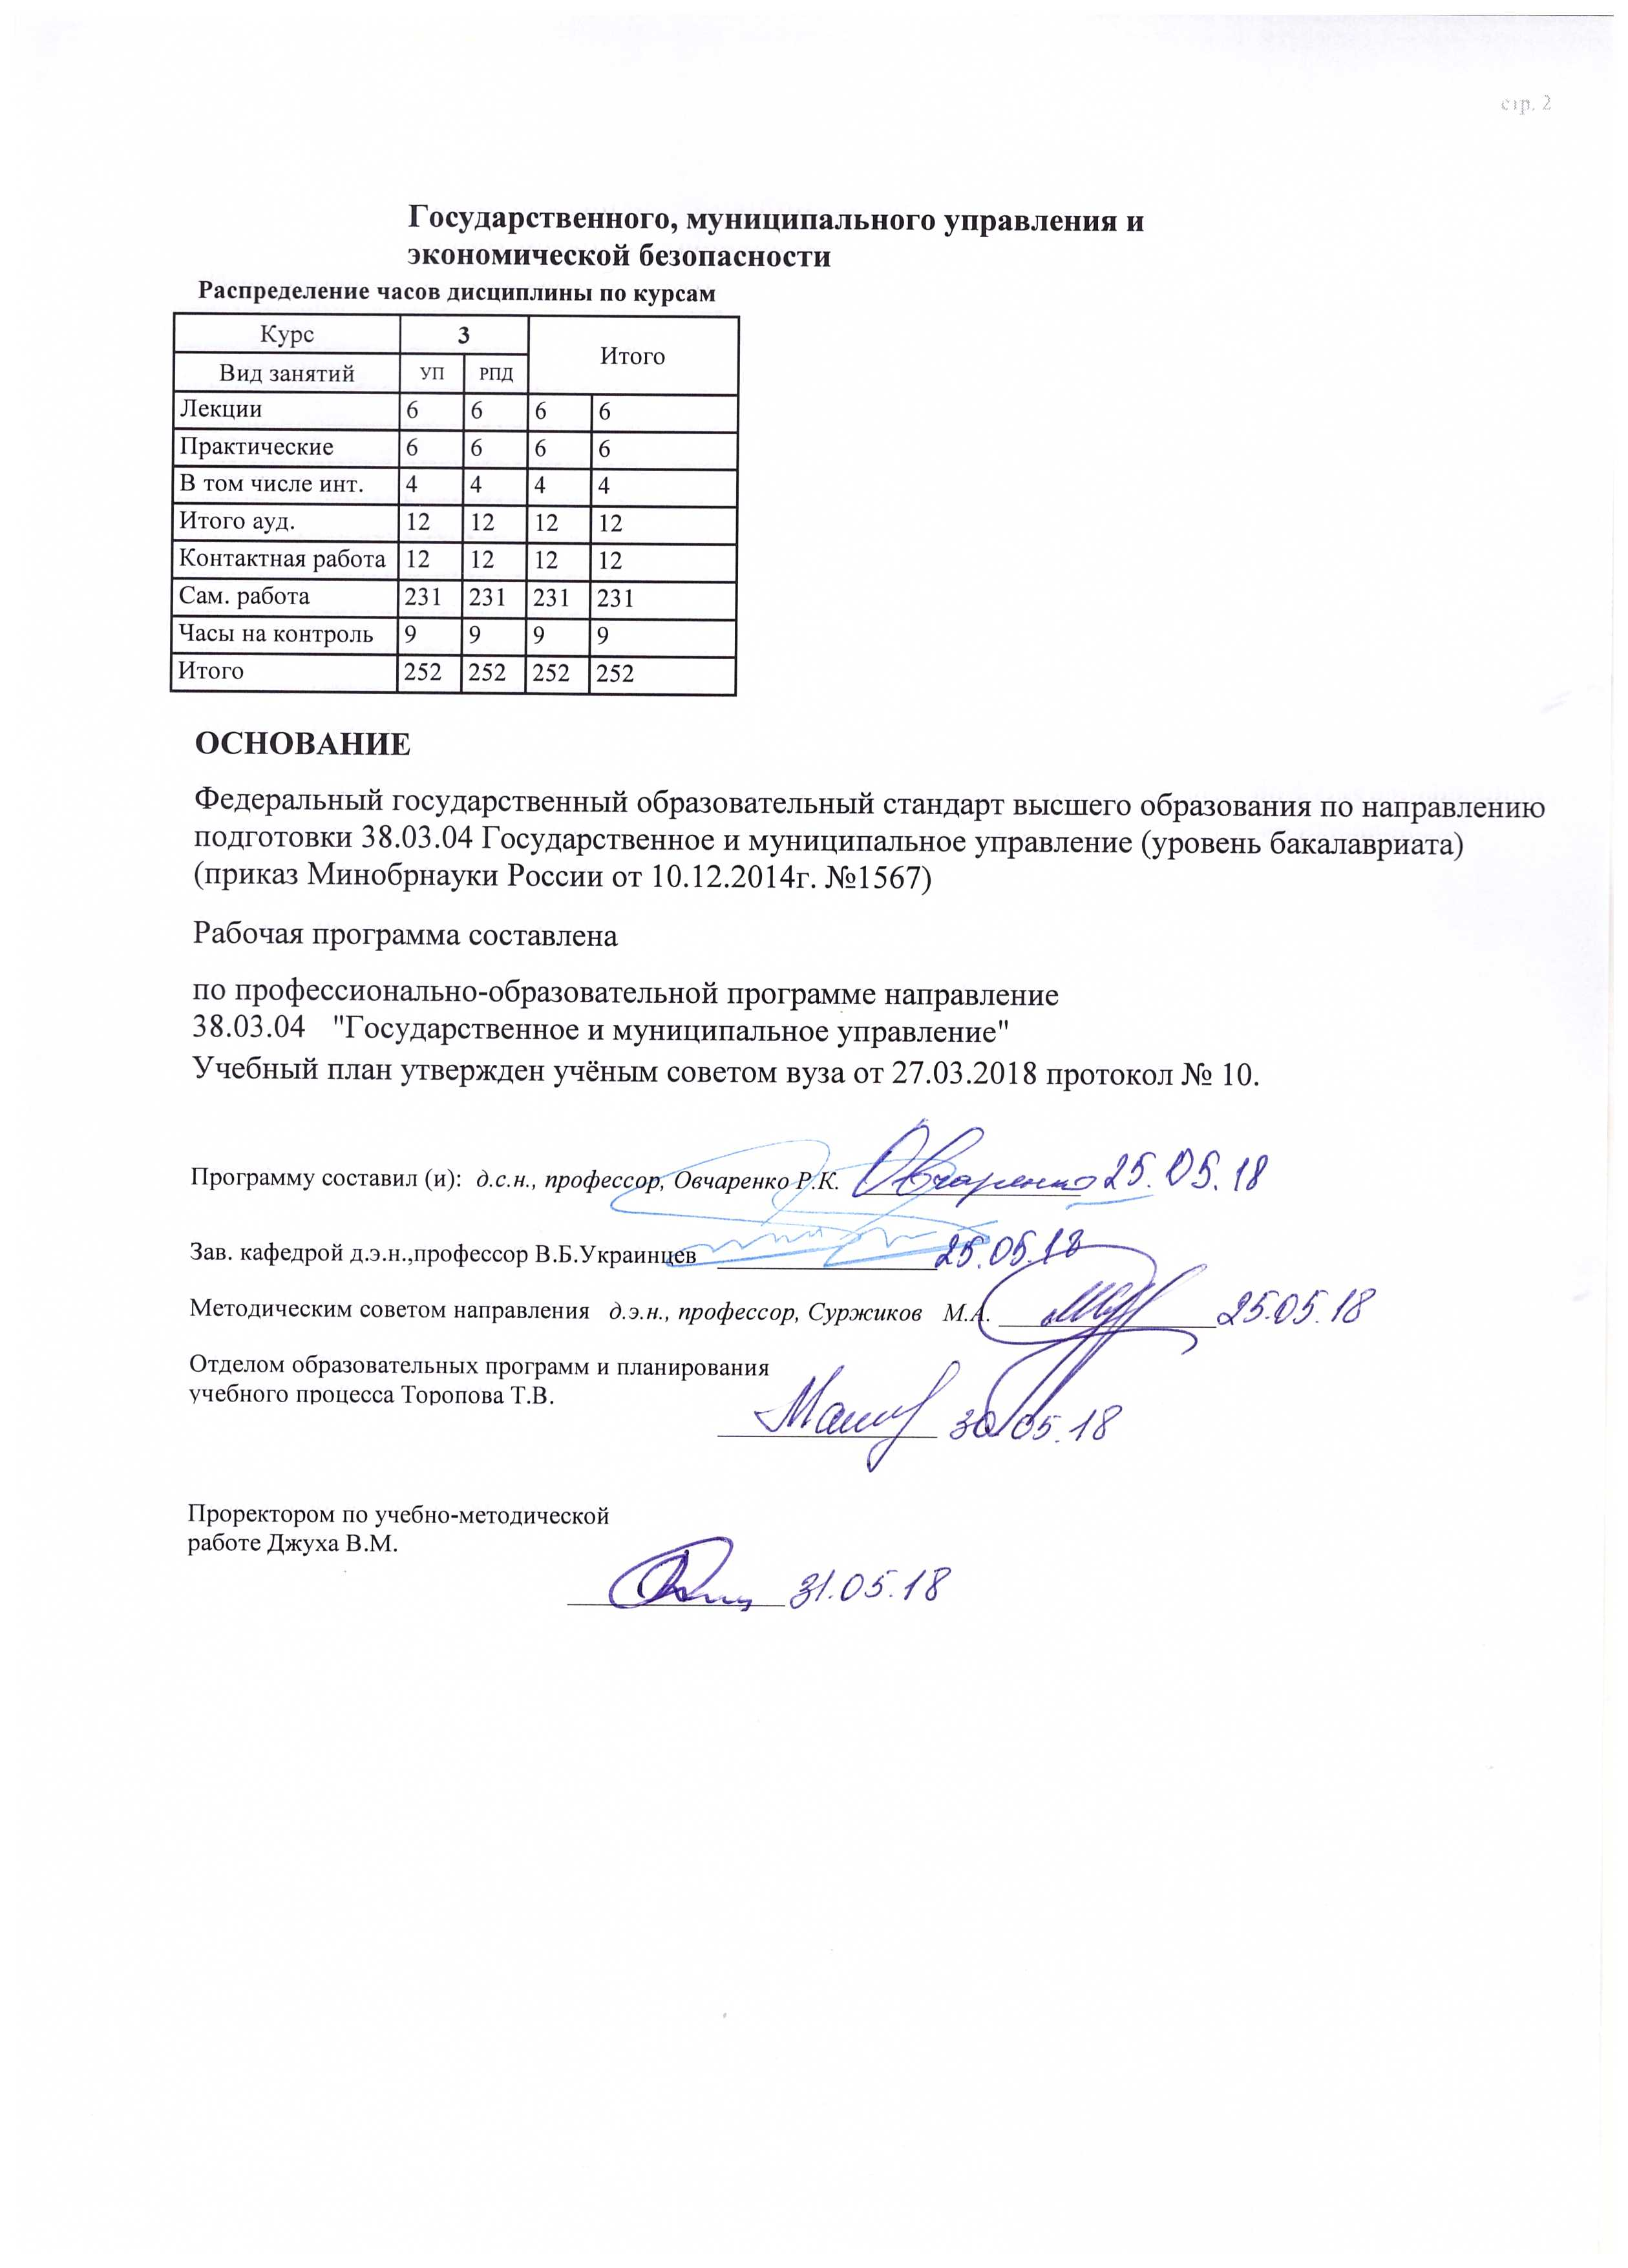 стр. 2
Государственного, муниципального управления и
экономической безопасности
Распределение часов дисциплины по курсам
Курс 3 Итого
Вид занятий УП РПД
Лекции 6 6 6 6
Практические 6 6 6 6
В том числе инт. 4 4 4 4
Итого ауд. 12 12 12 12
Контактная работа 12 12 12 12
Сам. работа 231 231 231 231
Часы на контроль 9 9 9 9
Итого 252 252 252 252
ОСНОВАНИЕ
Федеральный государственный образовательный стандарт высшего образования по направлению
подготовки 38.03.04 Государственное и муниципальное управление (уровень бакалавриата)
(приказ Минобрнауки России от 10.12.2014г. №1567)
Рабочая программа составлена
по профессионально-образовательной программе направление
38.03.04 "Государственное и муниципальное управление"
Учебный план утвержден учёным советом вуза от 27.03.2018 протокол № 10.
Программу составил (и): д.с.н., профессор, Овчаренко Р.К. Овчаренко 25.05.18
Зав. кафедрой д.э.н.,профессор В.Б.Украинцев 25.05.18
Методическим советом направления д.э.н., профессор, Суржиков М.А. 25.05.18
Отделом образовательных программ и планирования
учебного процесса Торопова Т.В.
30.05.18
Проректором по учебно-методической
работе Джуха В.М.
31.05.18